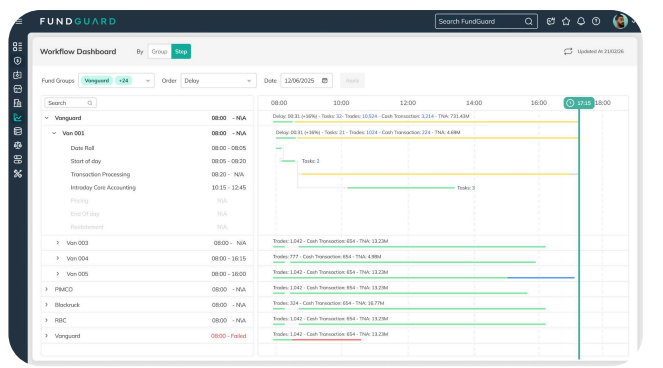 FUNDGUARD
Search FundGuard
Workflow Dashboard
By Group Step
Updated At: 21/02/26
Fund Groups Vanguard +24 Order Delay Date 12/06/2025 Apply
Search
08:00 10:00 12:00 14:00 16:00 17:15 18:00
Vanguard 08:00 - N\A
Delay: 00:31 (+16%) - Tasks: 32- Trades: 10,524 - Cash Transaction: 3,214 - TNA: 731.43M
Van 001 08:00 - N\A
Delay: 00:31 (+16%) - Tasks: 21 - Trades: 1024 - Cash Transaction: 224 - TNA: 4.69M
Date Roll 08:00 - 08:05
Start of day 08:05 - 08:20
Tasks: 2
Transaction Processing 08:20 - N/A
Intraday Core Accounting 10:15 - 12:45
Tasks: 3
Pricing N\A
End Of day N\A
Restatement N\A
Van 003 08:00 - N/A
Trades: 1,042 - Cash Transaction: 654 - TNA: 13.23M
Van 004 08:00 - 16:15
Trades: 777 - Cash Transaction: 654 - TNA: 4.98M
Van 005 08:00 - 16:00
Trades: 1,042 - Cash Transaction: 654 - TNA: 13.23M
PIMCO 08:00 - N\A
Trades: 1,042 - Cash Transaction: 654 - TNA: 13.23M
Blackruck 08:00 - N\A
Trades: 324 - Cash Transaction: 654 - TNA: 16.77M
RBC 08:00 - N\A
Trades: 1,042 - Cash Transaction: 654 - TNA: 13.23M
Vanguard 08:00 - Failed
Trades: 1,042 - Cash Transaction: 654 - TNA: 13.23M